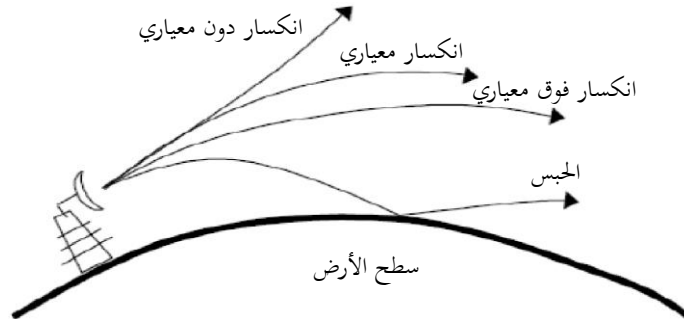 انكسار دون معياري
انكسار معياري
انكسار فوق معياري
الحبس
سطح الأرض